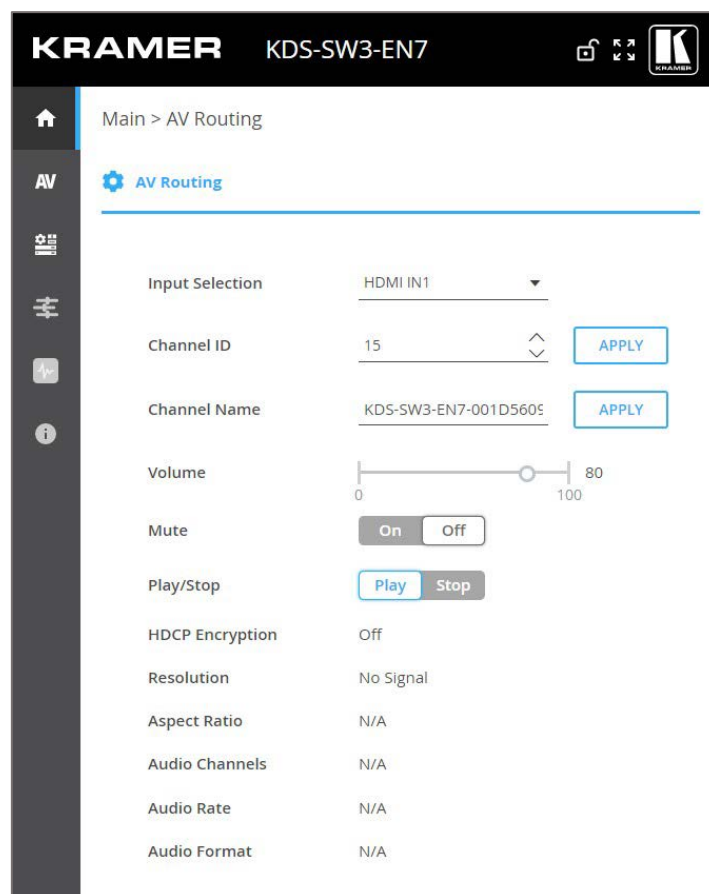 KRAMER KDS-SW3-EN7
KRAMER
Main > AV Routing
AV
AV Routing
Input Selection HDMI IN1
Channel ID 15 APPLY
Channel Name KDS-SW3-EN7-001D5609 APPLY
Volume 80
0 100
Mute On Off
Play/Stop Play Stop
HDCP Encryption Off
Resolution No Signal
Aspect Ratio N/A
Audio Channels N/A
Audio Rate N/A
Audio Format N/A